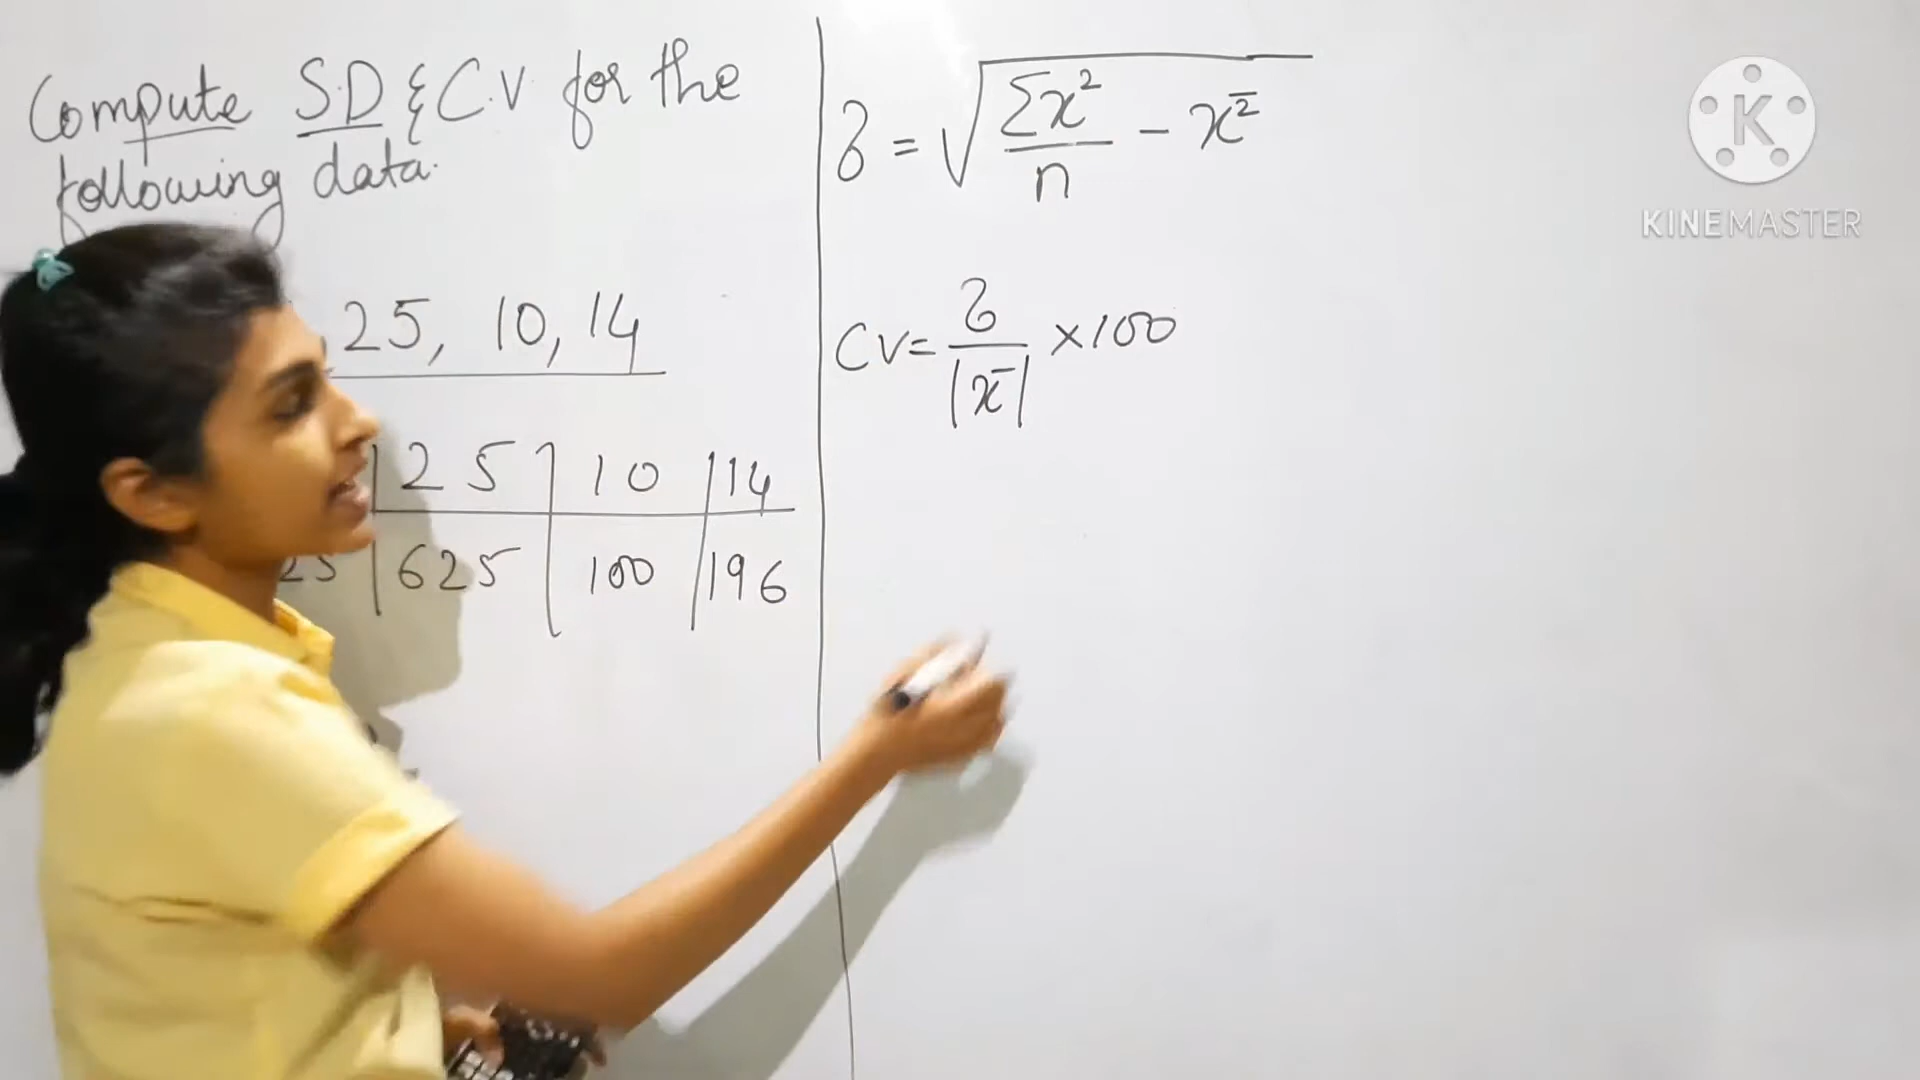 Compute S.D & C.V for the
following data.
, 25, 10, 14
25 10 14
25 625 100 196
σ = √ Σx² / n − x̄²
CV = σ / |x̄| × 100
K
KINEMASTER